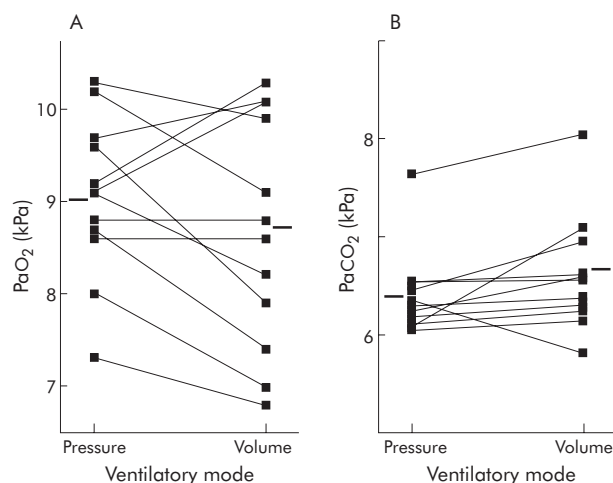 A
10
9
8
7
PaO2 (kPa)
Pressure
Volume
Ventilatory mode
B
8
6
PaCO2 (kPa)
Pressure
Volume
Ventilatory mode